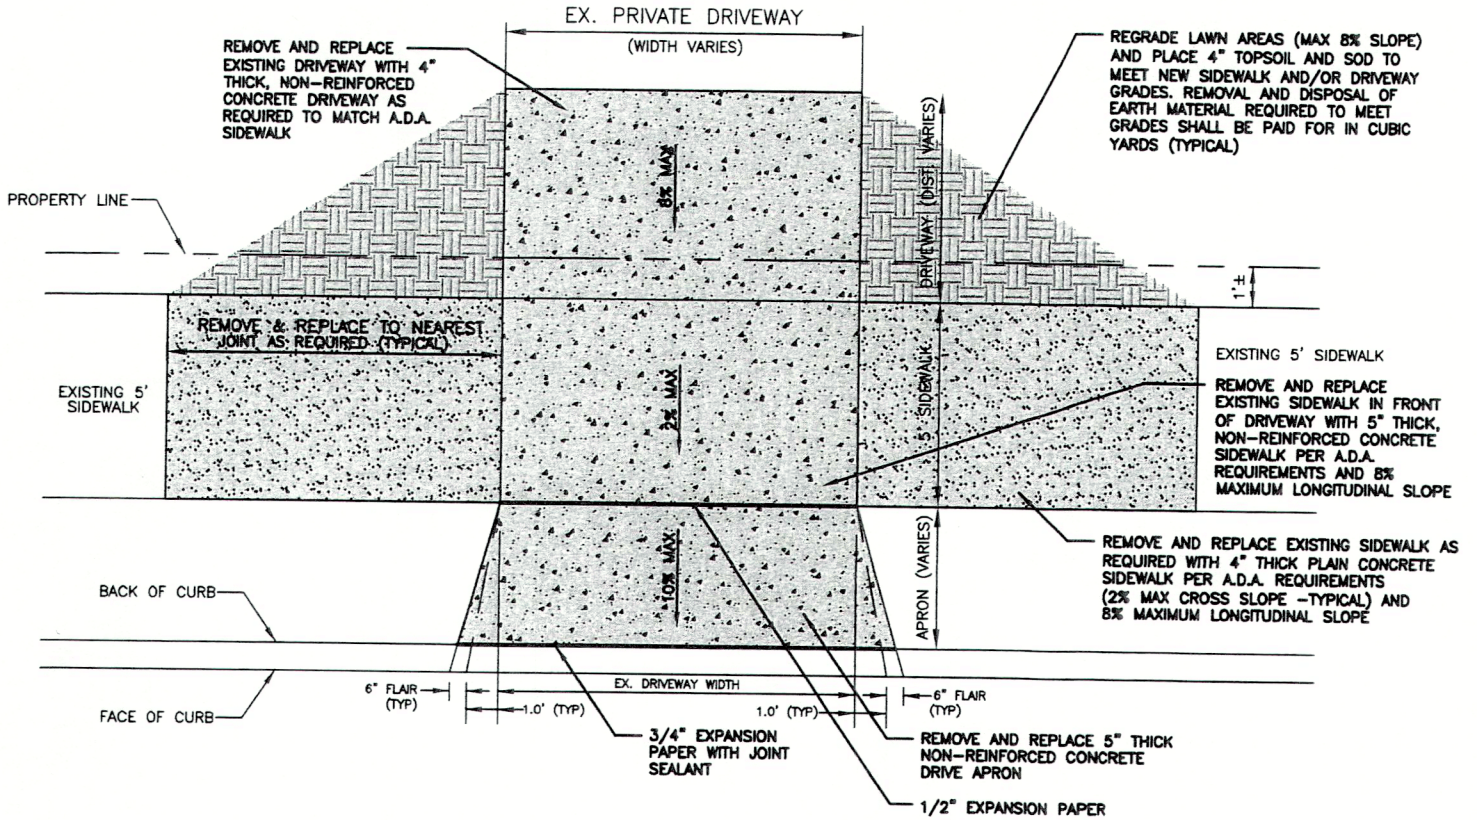 EX. PRIVATE DRIVEWAY
(WIDTH VARIES)
REMOVE AND REPLACE
EXISTING DRIVEWAY WITH 4"
THICK, NON-REINFORCED
CONCRETE DRIVEWAY AS
REQUIRED TO MATCH A.D.A.
SIDEWALK
REGRADE LAWN AREAS (MAX 8% SLOPE)
AND PLACE 4" TOPSOIL AND SOD TO
MEET NEW SIDEWALK AND/OR DRIVEWAY
GRADES. REMOVAL AND DISPOSAL OF
EARTH MATERIAL REQUIRED TO MEET
GRADES SHALL BE PAID FOR IN CUBIC
YARDS (TYPICAL)
PROPERTY LINE
8% MAX
DRIVEWAY (DIST. VARIES)
1'±
REMOVE & REPLACE TO NEAREST
JOINT AS REQUIRED (TYPICAL)
EXISTING 5'
SIDEWALK
2% MAX
5' SIDEWALK
EXISTING 5' SIDEWALK
REMOVE AND REPLACE
EXISTING SIDEWALK IN FRONT
OF DRIVEWAY WITH 5" THICK,
NON-REINFORCED CONCRETE
SIDEWALK PER A.D.A.
REQUIREMENTS AND 8%
MAXIMUM LONGITUDINAL SLOPE
10% MAX
APRON (VARIES)
REMOVE AND REPLACE EXISTING SIDEWALK AS
REQUIRED WITH 4" THICK PLAIN CONCRETE
SIDEWALK PER A.D.A. REQUIREMENTS
(2% MAX CROSS SLOPE -TYPICAL) AND
8% MAXIMUM LONGITUDINAL SLOPE
BACK OF CURB
FACE OF CURB
6" FLAIR
(TYP)
1.0' (TYP)
EX. DRIVEWAY WIDTH
1.0' (TYP)
6" FLAIR
(TYP)
3/4" EXPANSION
PAPER WITH JOINT
SEALANT
REMOVE AND REPLACE 5" THICK
NON-REINFORCED CONCRETE
DRIVE APRON
1/2" EXPANSION PAPER